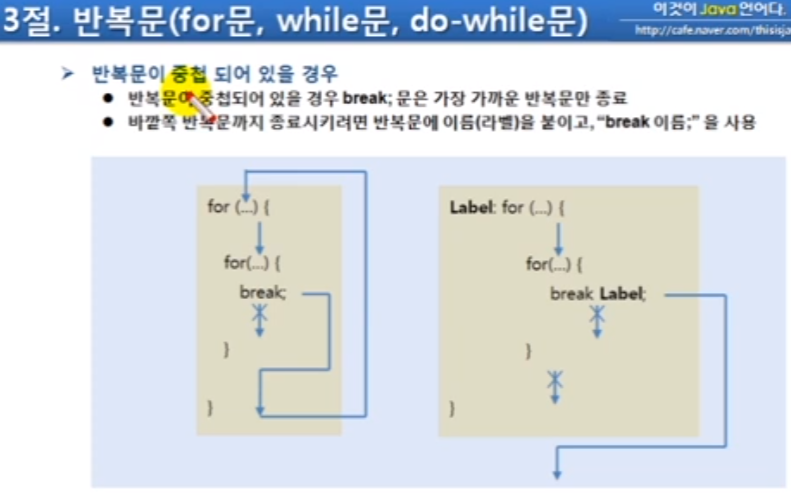 3절. 반복문(for문, while문, do-while문)
이것이 Java 언어다.
http://cafe.naver.com/thisisja
➢ 반복문이 중첩 되어 있을 경우
● 반복문이 중첩되어 있을 경우 break; 문은 가장 가까운 반복문만 종료
● 바깥쪽 반복문까지 종료시키려면 반복문에 이름(라벨)을 붙이고, “break 이름;” 을 사용
for (...) {
for(...) {
break;
}
}
Label: for (...) {
for(...) {
break Label;
}
}